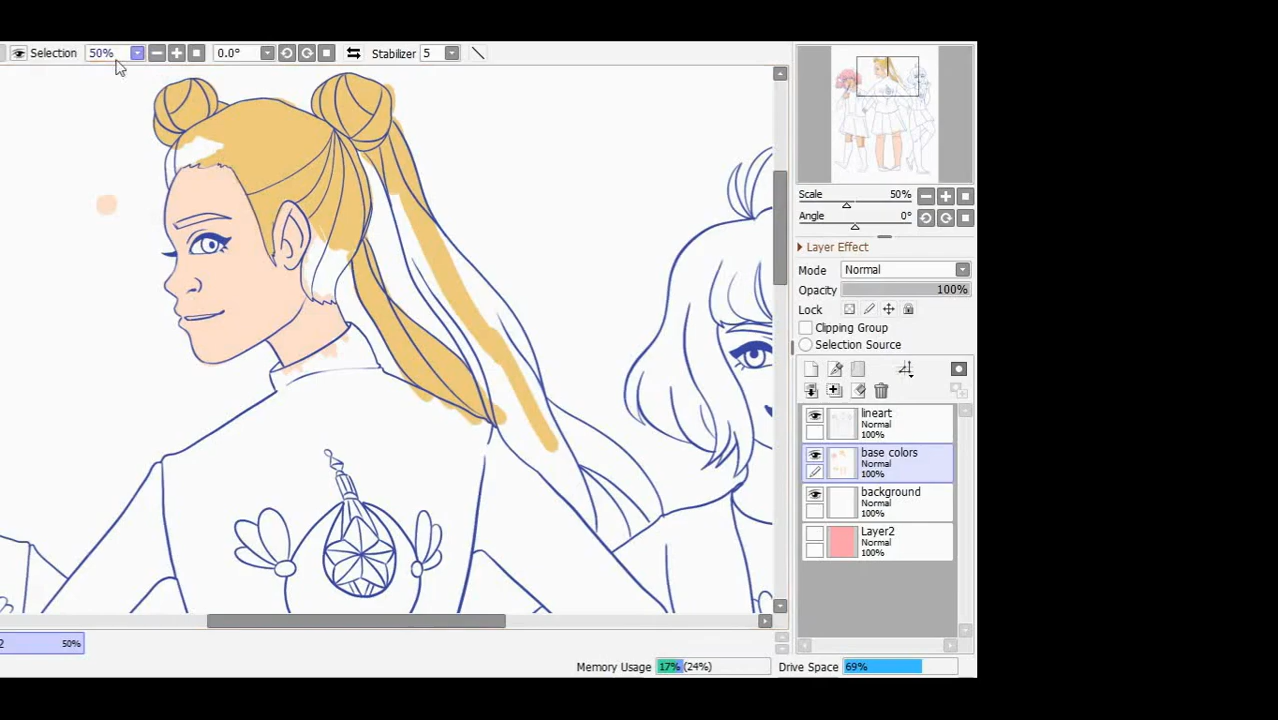 Selection 50% 0.0° Stabilizer 5
Scale 50%
Angle 0°
Layer Effect
Mode Normal
Opacity 100%
Lock
Clipping Group
Selection Source
lineart
Normal
100%
base colors
Normal
100%
background
Normal
100%
Layer2
Normal
100%
2 50%
Memory Usage 17% (24%) Drive Space 69%